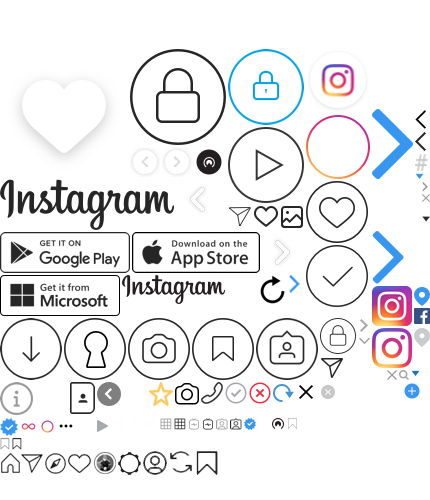 Instagram
GET IT ON
Google Play
Download on the
App Store
Get it from
Microsoft
Instagram
#